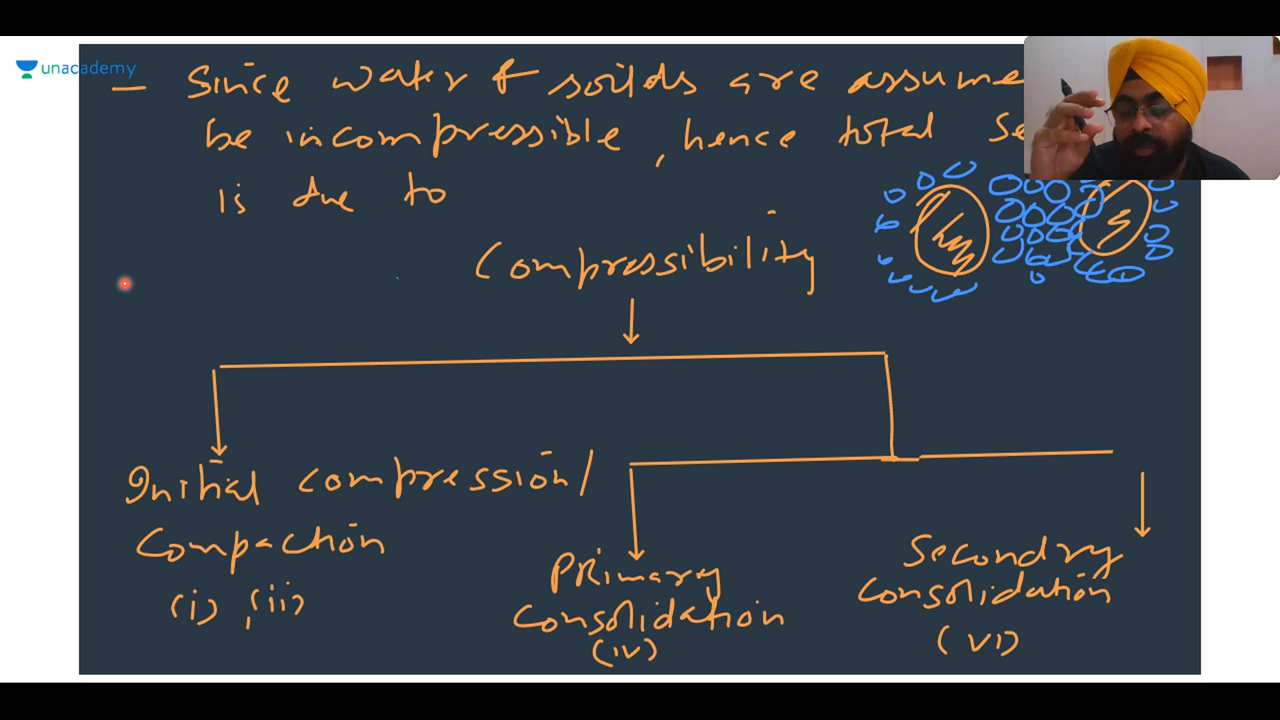 unacademy
— Since water & soilds are assume
be incompressible, hence total Se
is due to
Compressibility
Initial compression/
Compaction
(i), (ii)
Primary
Consolidation
(iv)
Secondry
Consolidation
(vi)